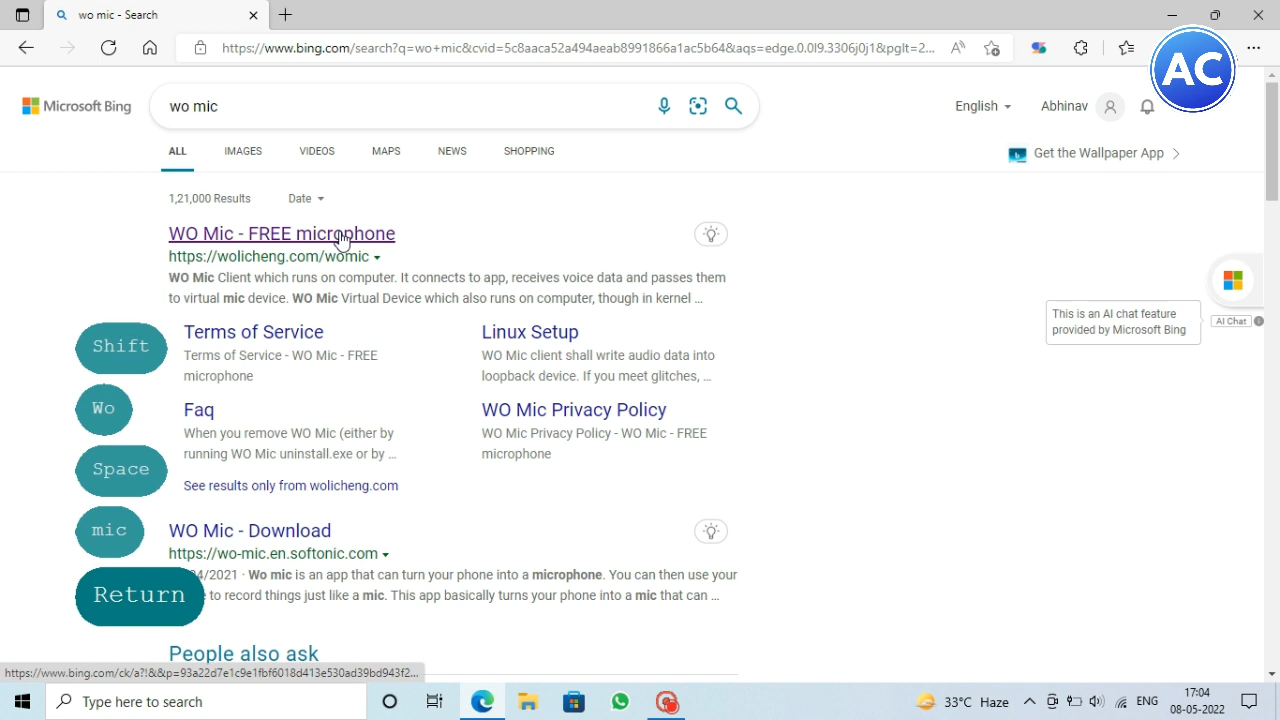 wo mic - Search
https://www.bing.com/search?q=wo+mic&cvid=5c8aaca52a494aeab8991866a1ac5b64&aqs=edge.0.0l9.3306j0j1&pglt=2...
AC
Microsoft Bing
wo mic
English
Abhinav
ALL
IMAGES
VIDEOS
MAPS
NEWS
SHOPPING
Get the Wallpaper App
1,21,000 Results
Date
WO Mic - FREE microphone
https://wolicheng.com/womic
WO Mic Client which runs on computer. It connects to app, receives voice data and passes them
to virtual mic device. WO Mic Virtual Device which also runs on computer, though in kernel ...
This is an AI chat feature
provided by Microsoft Bing
AI Chat
Shift
Wo
Space
mic
Return
Terms of Service
Terms of Service - WO Mic - FREE
microphone
Linux Setup
WO Mic client shall write audio data into
loopback device. If you meet glitches, ...
Faq
When you remove WO Mic (either by
running WO Mic uninstall.exe or by ...
WO Mic Privacy Policy
WO Mic Privacy Policy - WO Mic - FREE
microphone
See results only from wolicheng.com
WO Mic - Download
https://wo-mic.en.softonic.com
4/2021 · Wo mic is an app that can turn your phone into a microphone. You can then use your
to record things just like a mic. This app basically turns your phone into a mic that can ...
People also ask
https://www.bing.com/ck/a?!&&p=93a22d7e1c9e1fbf6018d413e530ad39bd943f2...
Type here to search
33°C Haze
ENG
17:04
08-05-2022